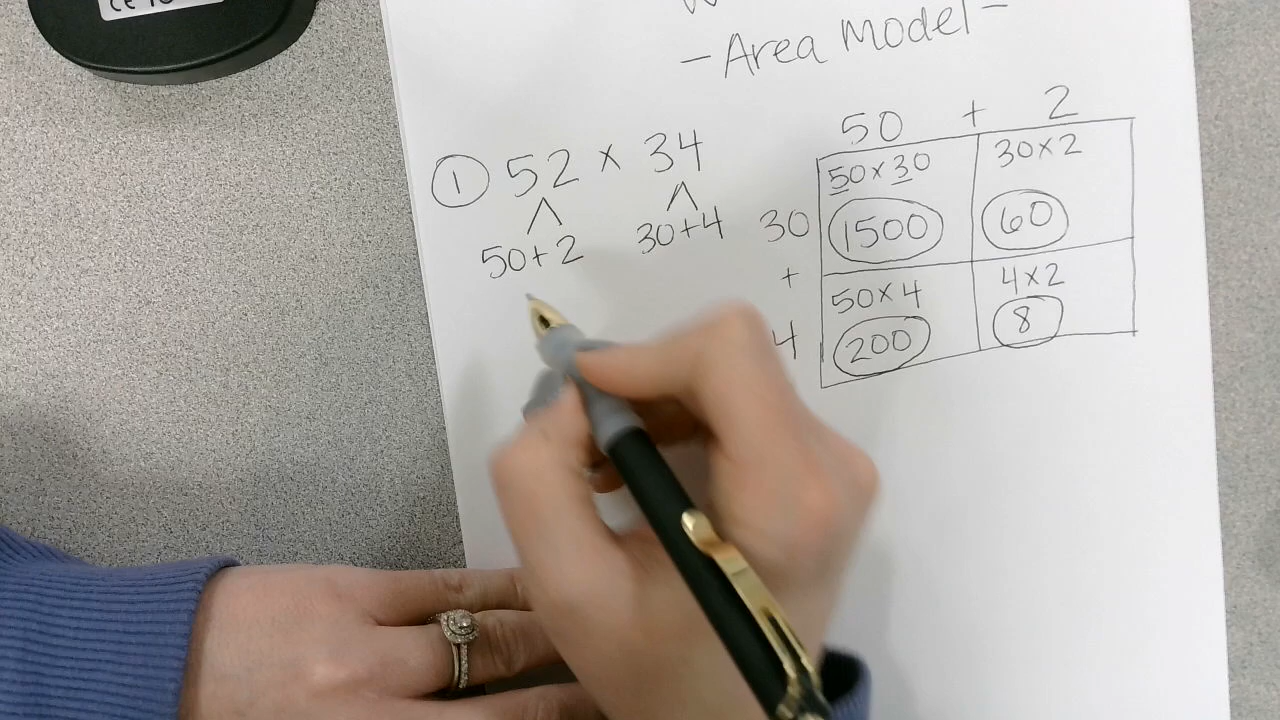 - Area Model -
① 52 x 34
50+2 30+4
50 + 2
50x30 30x2
30 1500 60
+
50x4 4x2
4 200 8